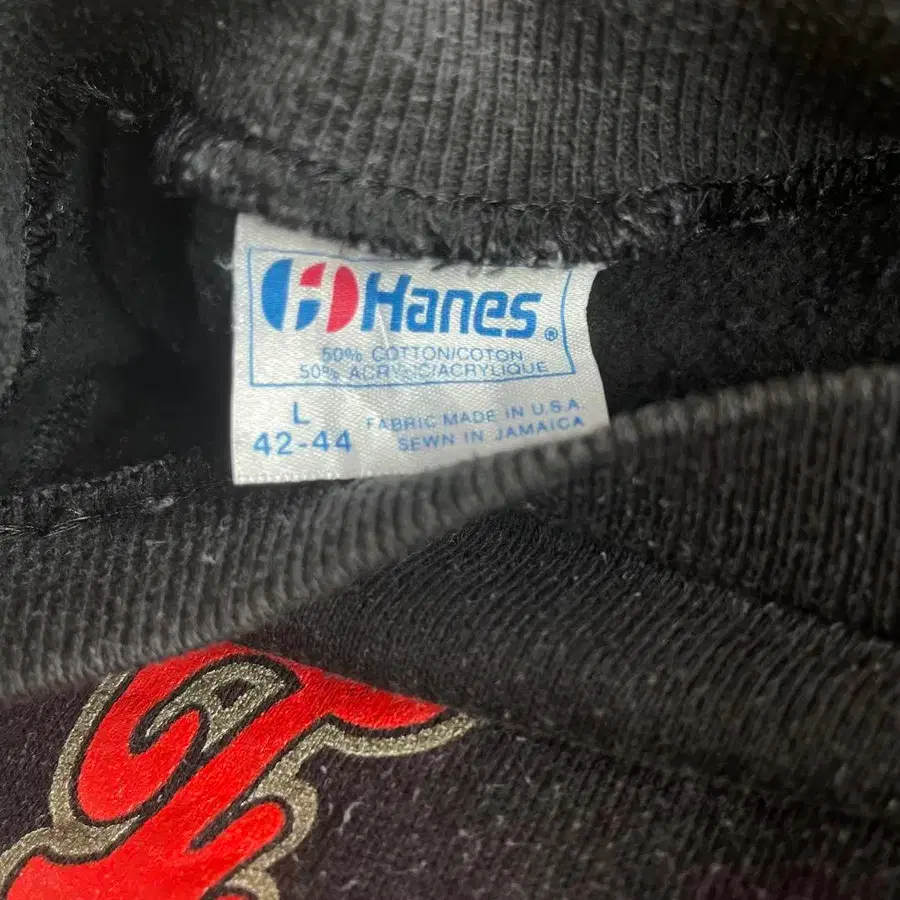 Hanes®
50% COTTON/COTON
50% ACRYLIC/ACRYLIQUE
L
42-44
FABRIC MADE IN U.S.A
SEWN IN JAMAICA